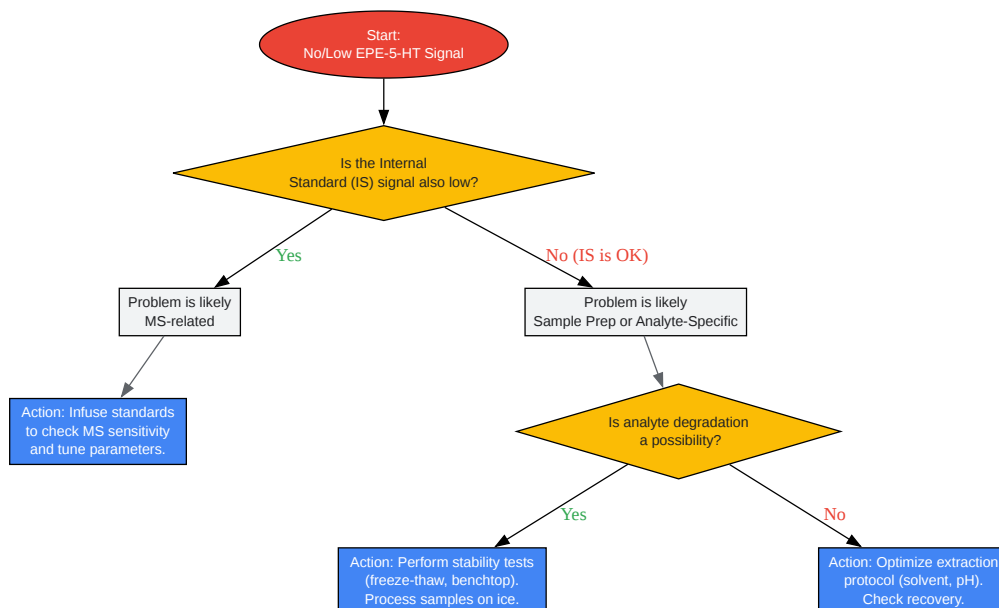 Start:
No/Low EPE-5-HT Signal
Is the Internal
Standard (IS) signal also low?
Yes
No (IS is OK)
Problem is likely
MS-related
Problem is likely
Sample Prep or Analyte-Specific
Action: Infuse standards
to check MS sensitivity
and tune parameters.
Is analyte degradation
a possibility?
Yes
No
Action: Perform stability tests
(freeze-thaw, benchtop).
Process samples on ice.
Action: Optimize extraction
protocol (solvent, pH).
Check recovery.